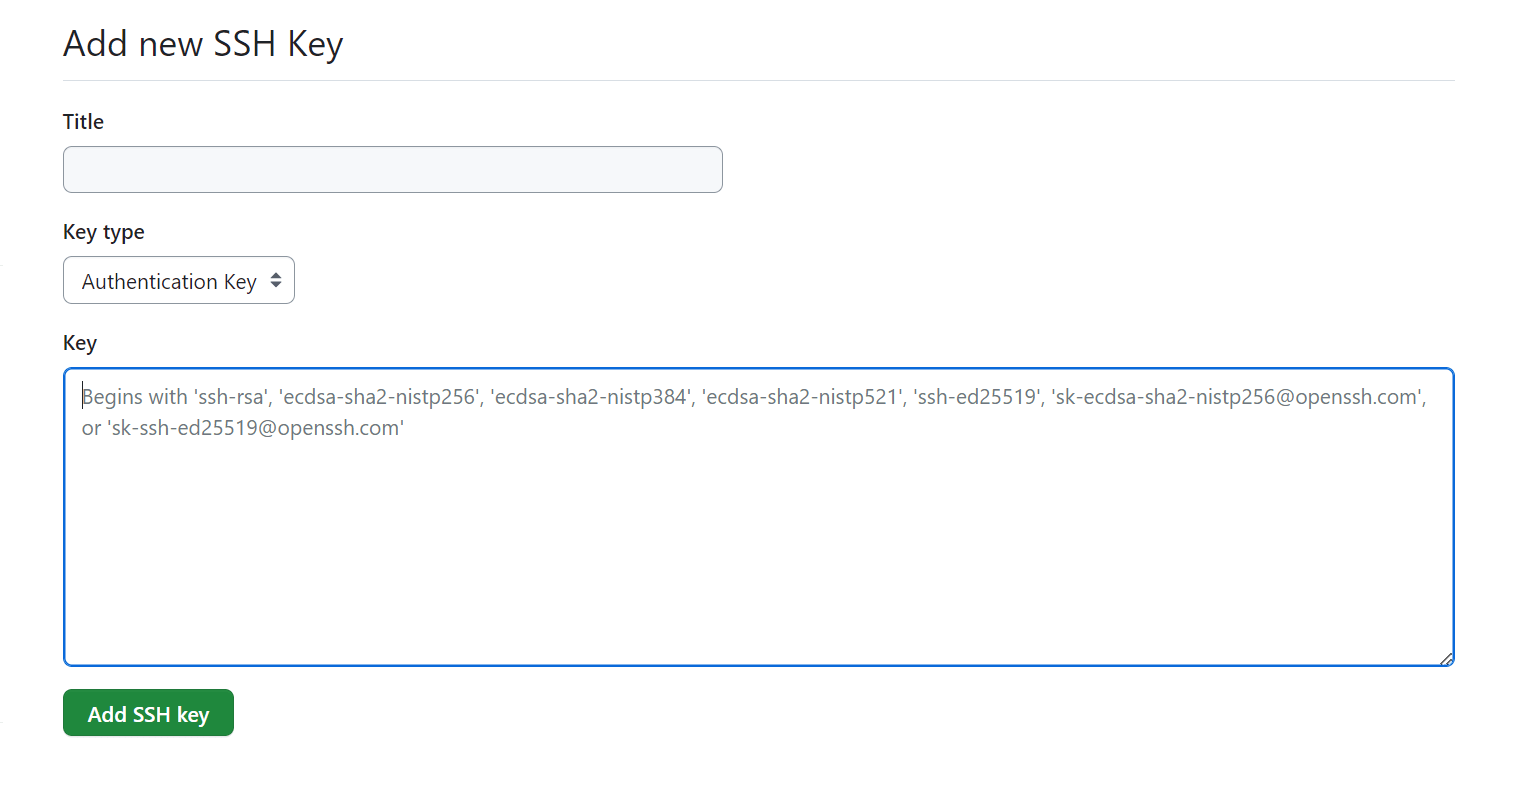 Add new SSH Key
Title
Key type
Authentication Key
Key
Begins with 'ssh-rsa', 'ecdsa-sha2-nistp256', 'ecdsa-sha2-nistp384', 'ecdsa-sha2-nistp521', 'ssh-ed25519', 'sk-ecdsa-sha2-nistp256@openssh.com',
or 'sk-ssh-ed25519@openssh.com'
Add SSH key